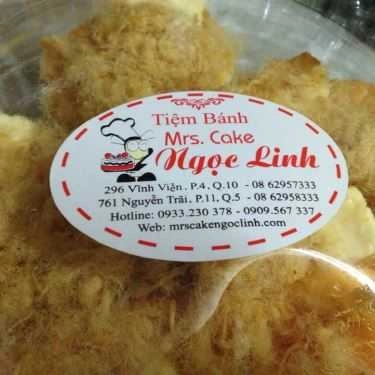 Tiệm Bánh
Mrs. Cake
Ngọc Linh
296 Vĩnh Viện, P.4, Q.10 - 08 62957333
761 Nguyễn Trãi, P.11, Q.5 - 08 62958333
Hotline: 0933.230 378 - 0909.567 337
Web: mrscakengoclinh.com